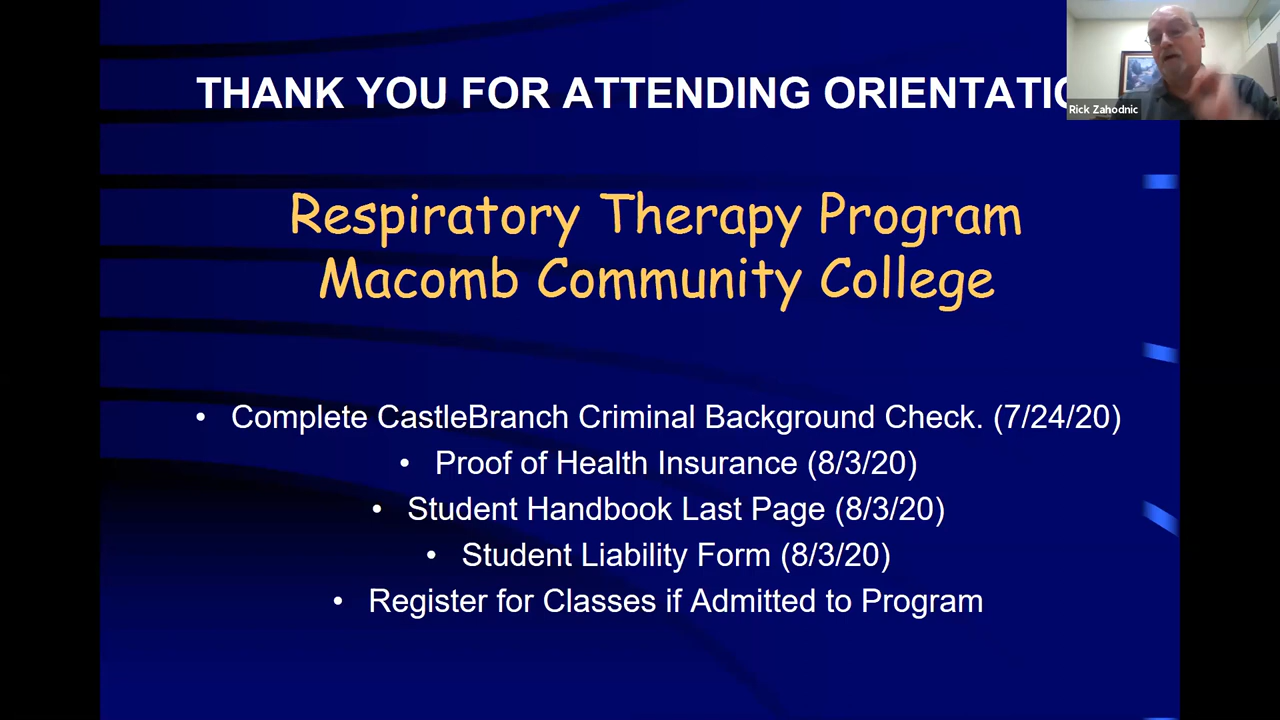 THANK YOU FOR ATTENDING ORIENTATIO
Rick Zahodnic
Respiratory Therapy Program
Macomb Community College
• Complete CastleBranch Criminal Background Check. (7/24/20)
• Proof of Health Insurance (8/3/20)
• Student Handbook Last Page (8/3/20)
• Student Liability Form (8/3/20)
• Register for Classes if Admitted to Program